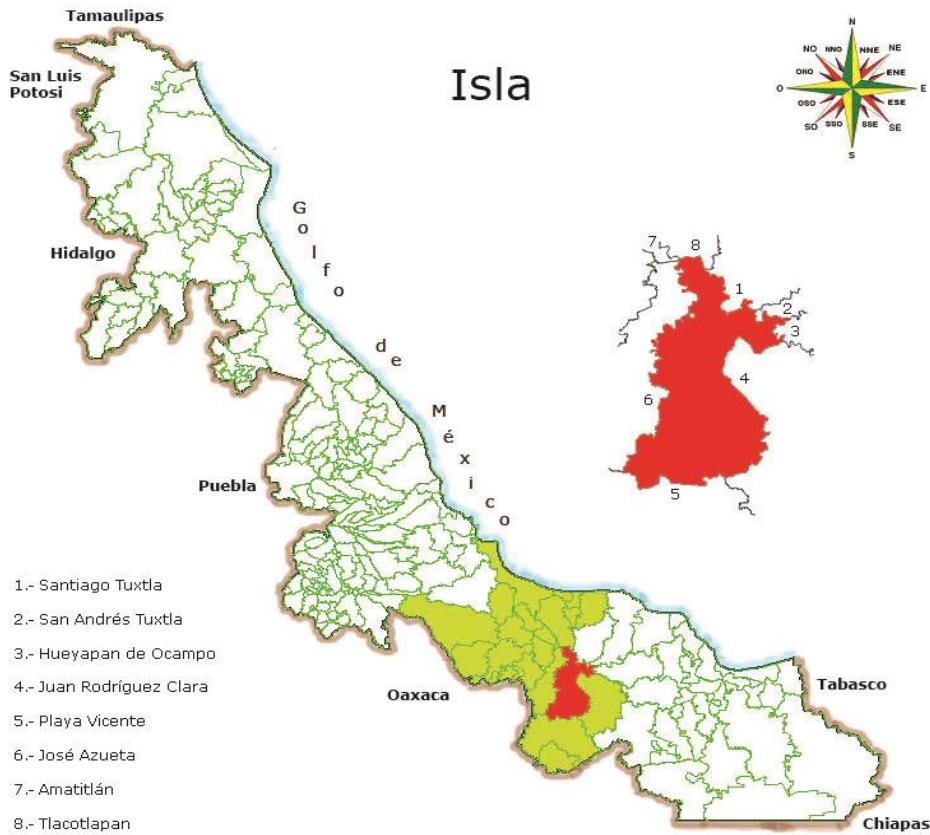 Tamaulipas
San Luis
Potosi
Isla
N
NNO
NNE
NO
NE
ONO
ENE
O
E
OSO
ESE
SO
SSO
SSE
SE
S
Golfo de México
Hidalgo
7
8
1
2
3
4
6
5
Puebla
1.- Santiago Tuxtla
2.- San Andrés Tuxtla
3.- Hueyapan de Ocampo
4.- Juan Rodríguez Clara
5.- Playa Vicente
6.- José Azueta
7.- Amatitlán
8.- Tlacotlapan
Oaxaca
Tabasco
Chiapas